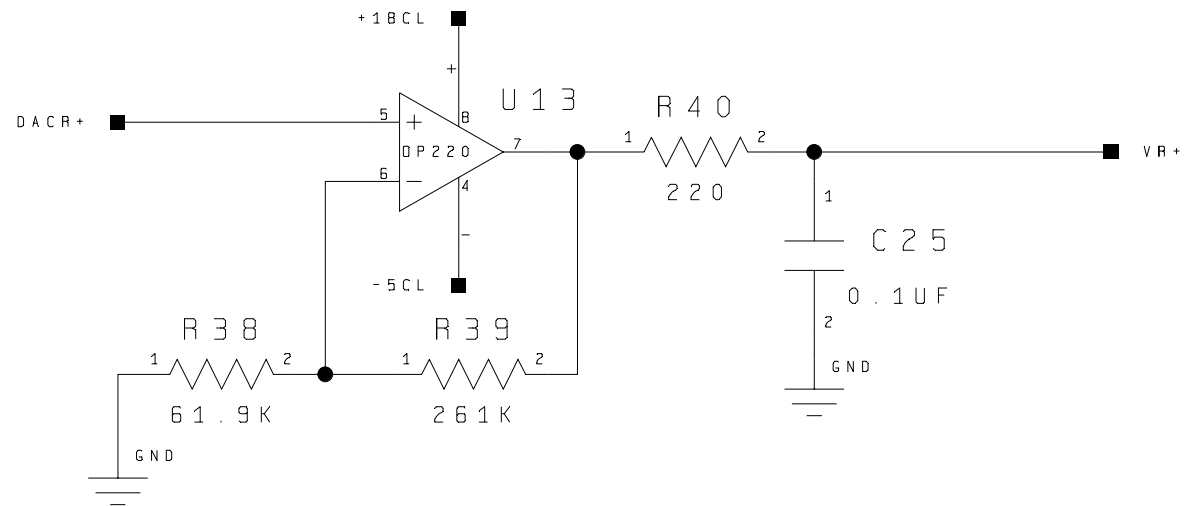 +18CL
+
U13
R40
DACR+
5
+
8
OP220
7
1
2
VR+
6
−
4
220
1
−
C25
-5CL
0.1UF
R38
R39
2
1
2
1
2
GND
61.9K
261K
GND